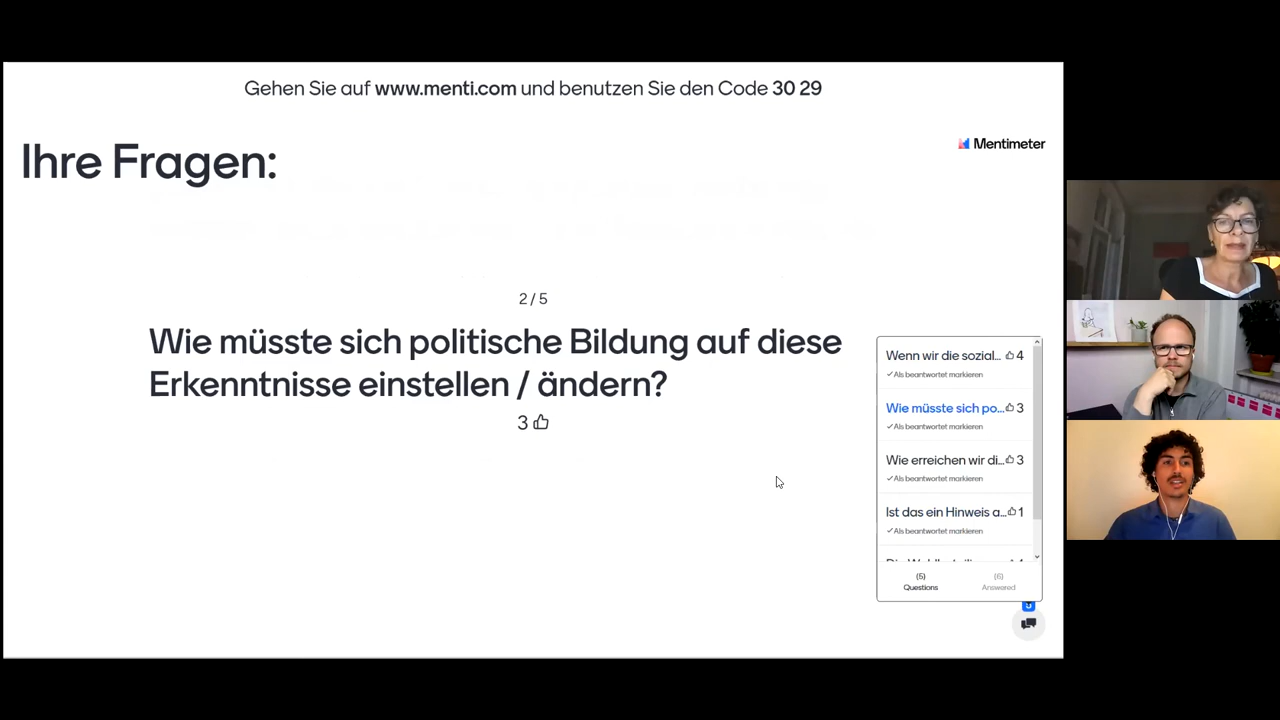 Gehen Sie auf www.menti.com und benutzen Sie den Code 30 29
Ihre Fragen:
Mentimeter
2 / 5
Wie müsste sich politische Bildung auf diese
Erkenntnisse einstellen / ändern?
3
Wenn wir die sozial... 4
Als beantwortet markieren
Wie müsste sich po... 3
Als beantwortet markieren
Wie erreichen wir di... 3
Als beantwortet markieren
Ist das ein Hinweis a... 1
Als beantwortet markieren
(5) (6)
Questions Answered